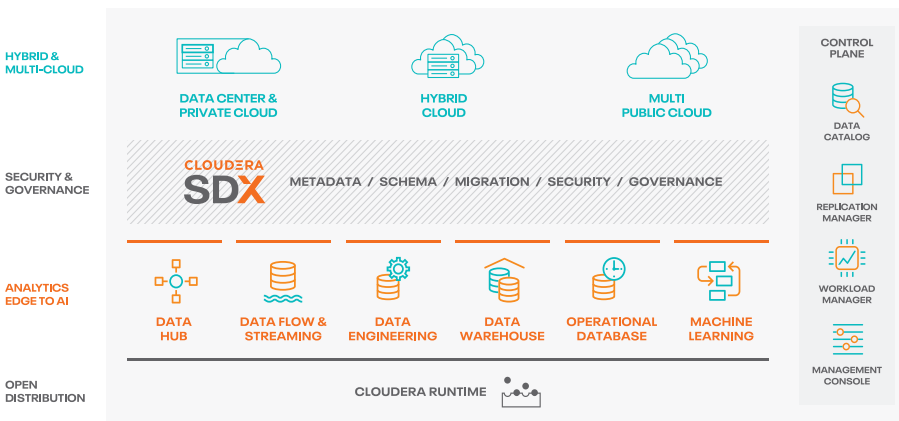 HYBRID &
MULTI-CLOUD
DATA CENTER &
PRIVATE CLOUD
HYBRID
CLOUD
MULTI
PUBLIC CLOUD
SECURITY &
GOVERNANCE
CLOUDERA
SDX
METADATA / SCHEMA / MIGRATION / SECURITY / GOVERNANCE
ANALYTICS
EDGE TO AI
DATA
HUB
DATA FLOW &
STREAMING
DATA
ENGINEERING
DATA
WAREHOUSE
OPERATIONAL
DATABASE
MACHINE
LEARNING
OPEN
DISTRIBUTION
CLOUDERA RUNTIME
CONTROL
PLANE
DATA
CATALOG
REPLICATION
MANAGER
WORKLOAD
MANAGER
MANAGEMENT
CONSOLE